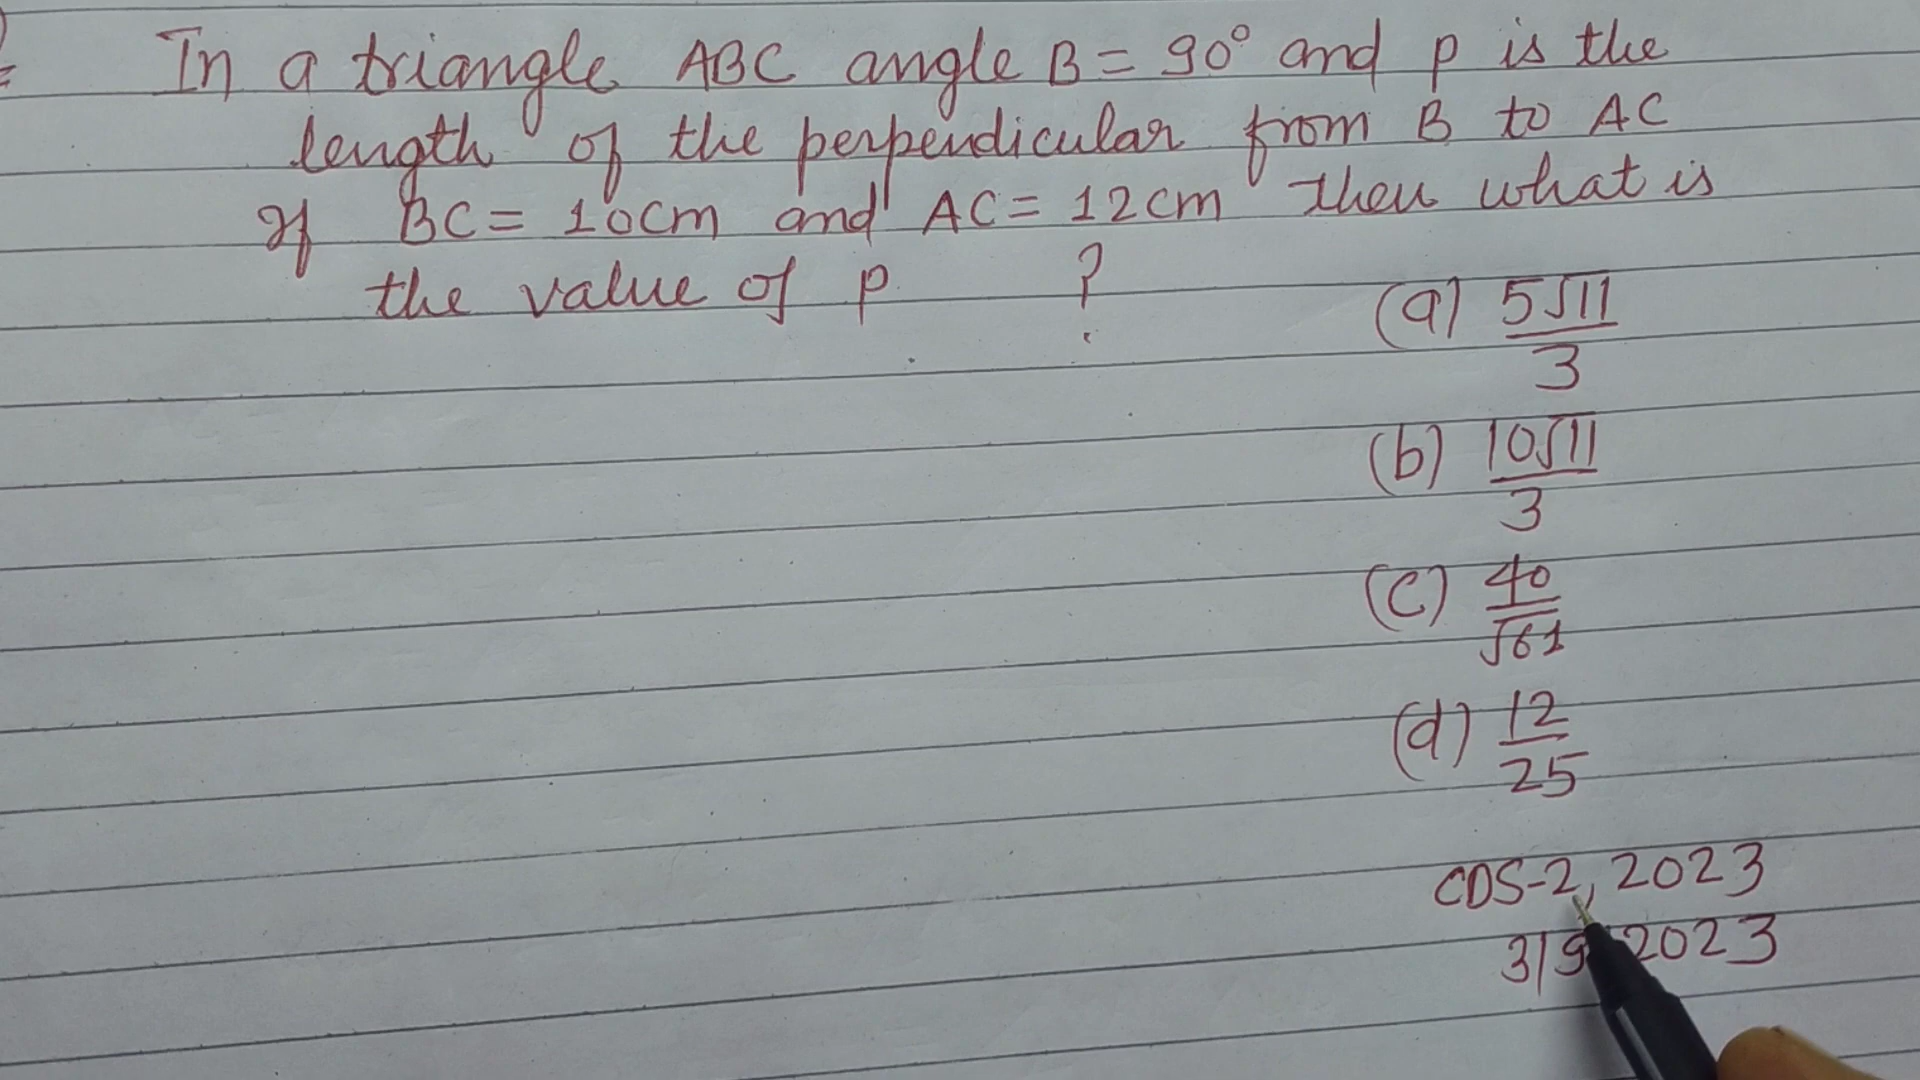 In a triangle ABC angle B = 90° and p is the
length of the perpendicular from B to AC
If BC = 10cm and AC = 12cm then what is
the value of p ?
(a) 5√11
3
(b) 10√11
3
(c) 40
√61
(d) 12
25
CDS-2, 2023
3/9 2023